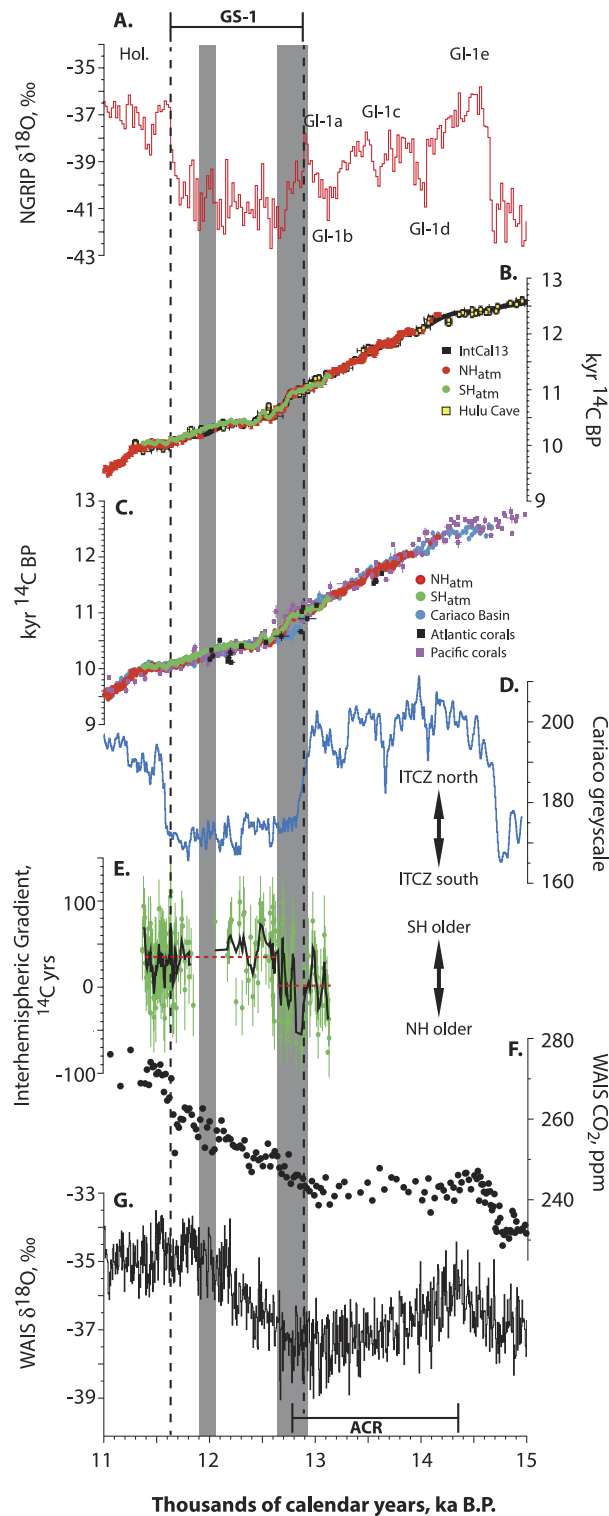 A.
GS-1
Hol.
GI-1e
GI-1a
GI-1c
GI-1b
GI-1d
-35
-37
-39
-41
-43
NGRIP δ18O, ‰
B.
13
12
11
10
9
kyr 14C BP
IntCal13
NHatm
SHatm
Hulu Cave
C.
13
12
11
10
9
kyr 14C BP
NHatm
SHatm
Cariaco Basin
Atlantic corals
Pacific corals
D.
200
180
160
Cariaco greyscale
ITCZ north
ITCZ south
E.
100
0
-100
Interhemispheric Gradient,
14C yrs
SH older
NH older
F.
280
260
240
WAIS CO2, ppm
G.
-33
-35
-37
-39
WAIS δ18O, ‰
ACR
11
12
13
14
15
Thousands of calendar years, ka B.P.